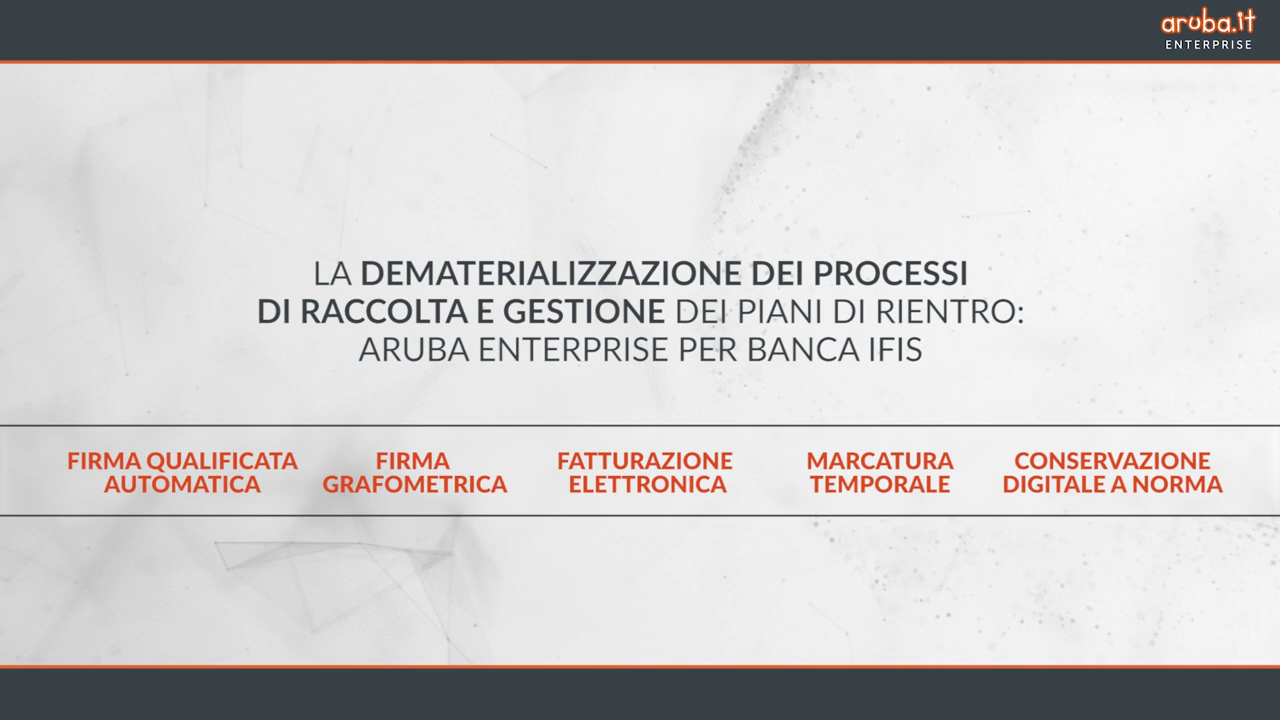 aruba.it
ENTERPRISE
LA DEMATERIALIZZAZIONE DEI PROCESSI
DI RACCOLTA E GESTIONE DEI PIANI DI RIENTRO:
ARUBA ENTERPRISE PER BANCA IFIS
FIRMA QUALIFICATA
AUTOMATICA
FIRMA
GRAFOMETRICA
FATTURAZIONE
ELETTRONICA
MARCATURA
TEMPORALE
CONSERVAZIONE
DIGITALE A NORMA